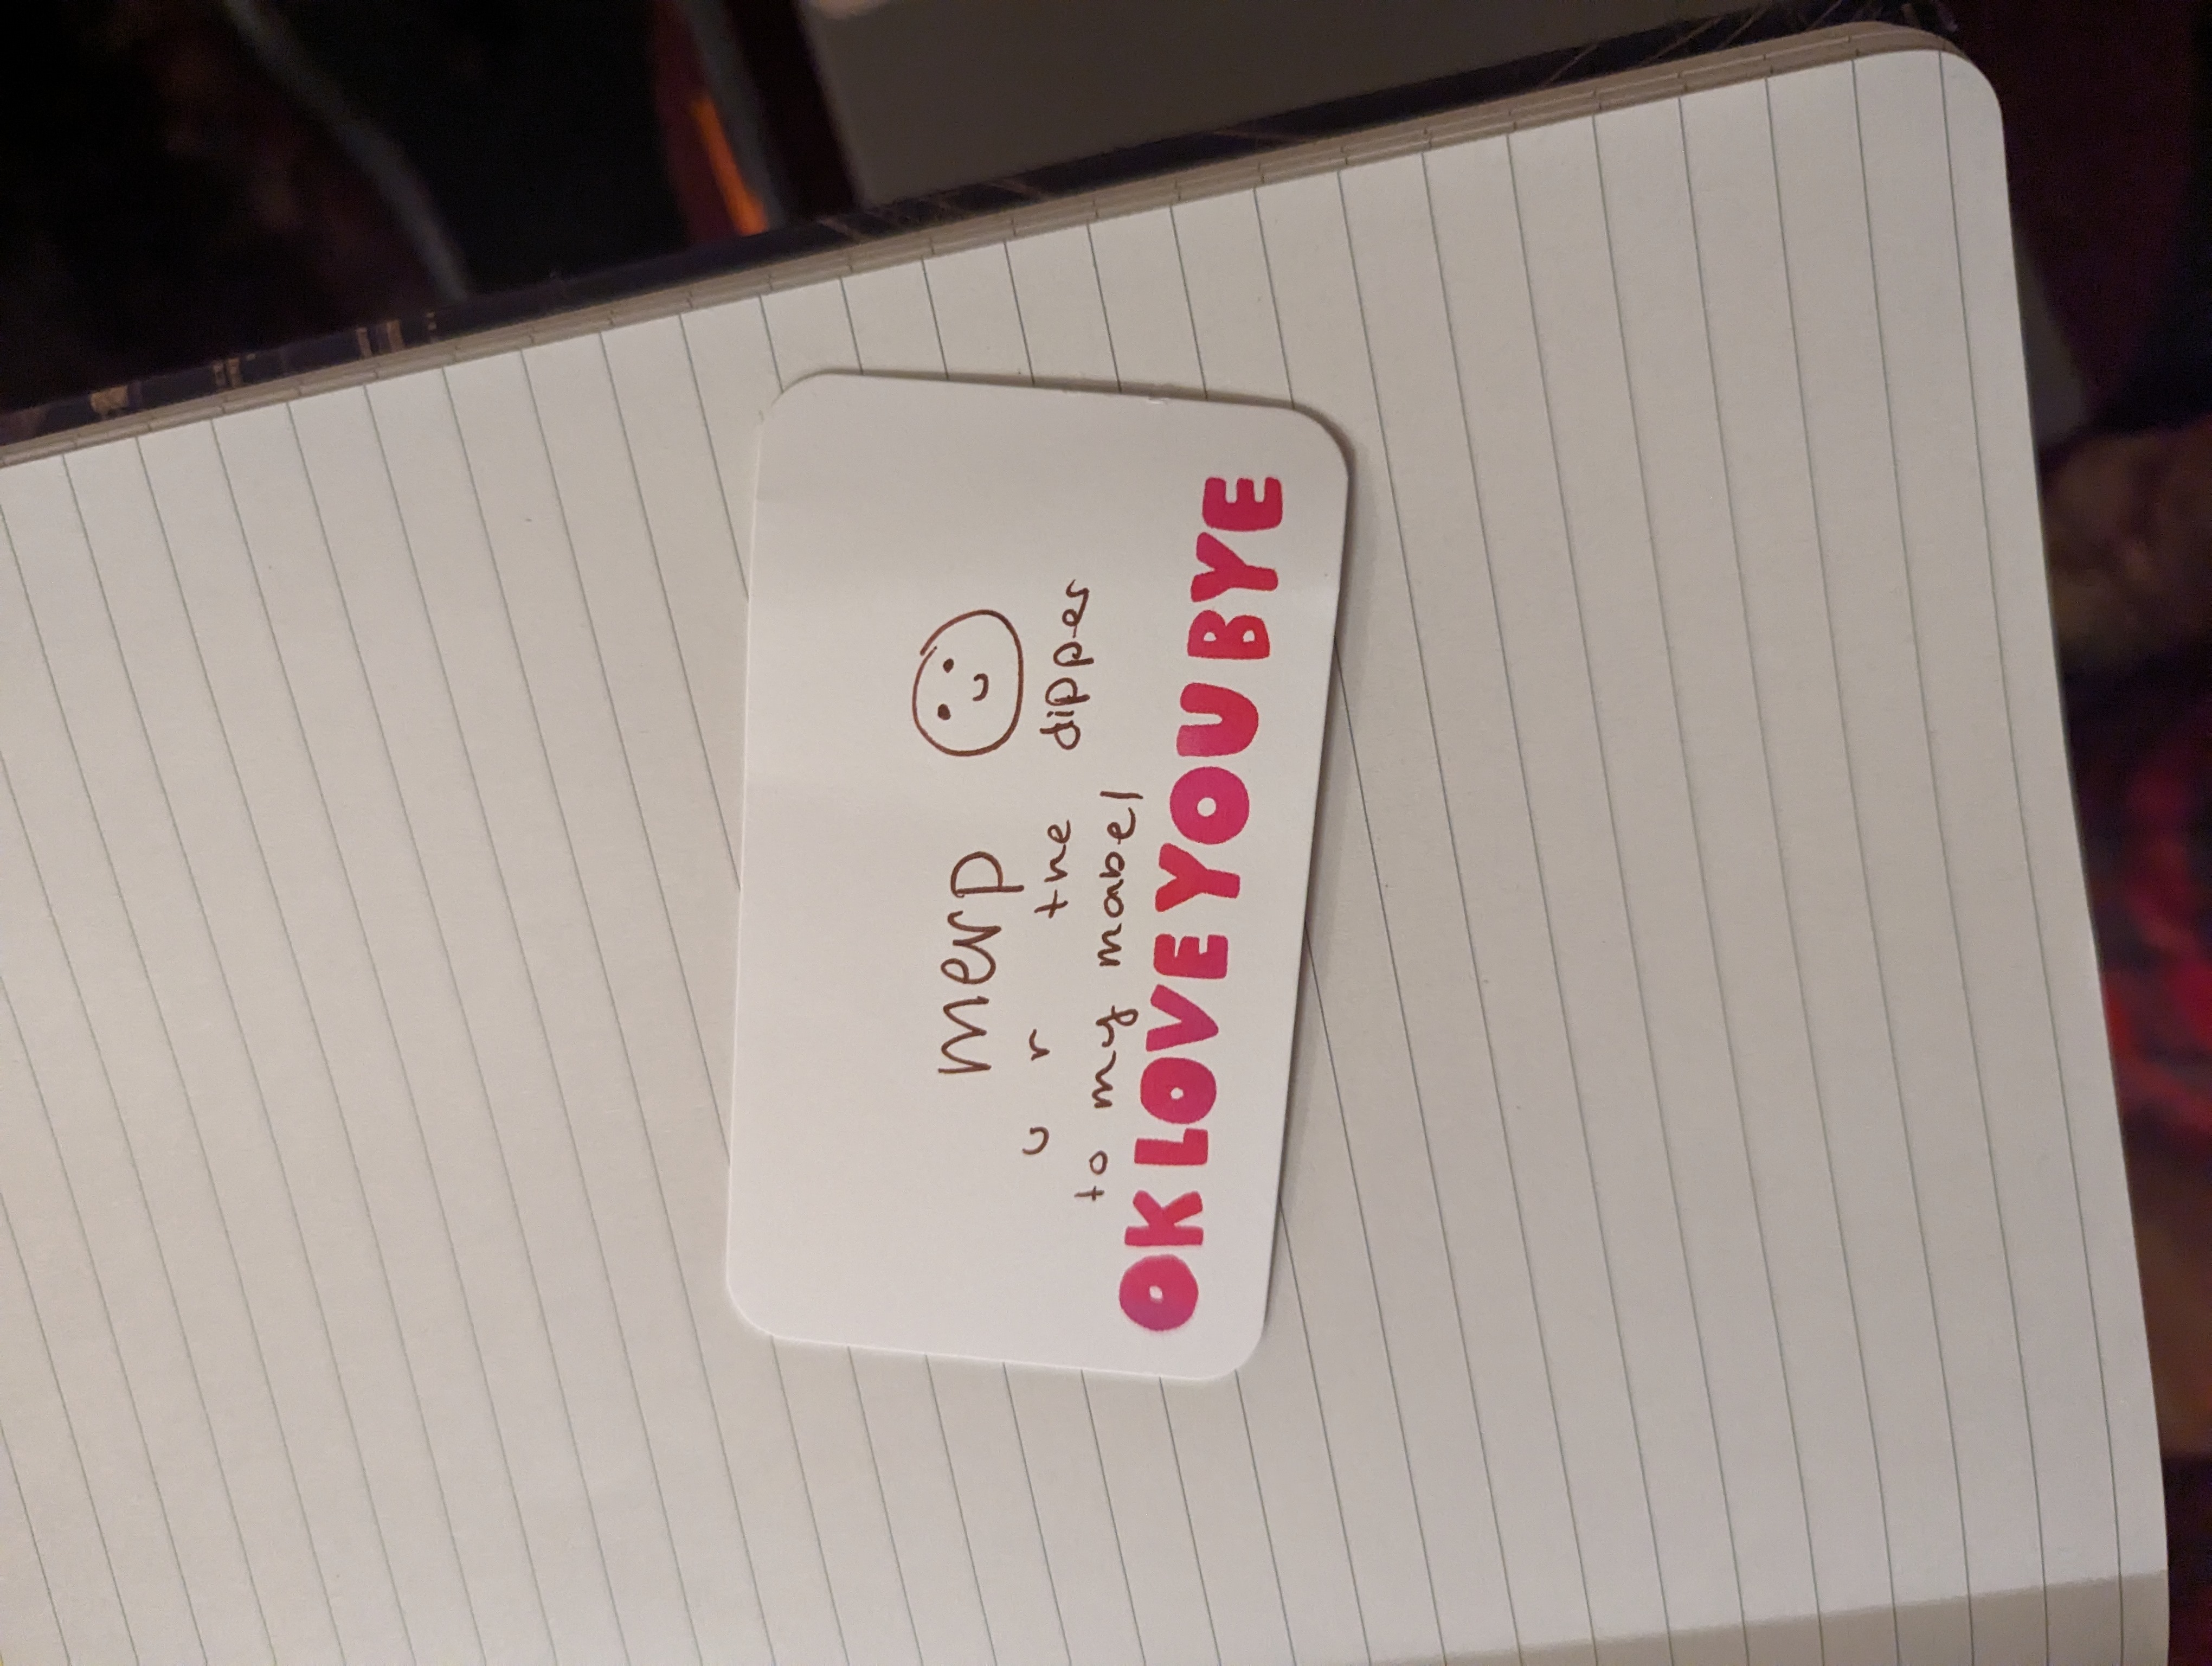 merp
u r the dipper
to my mabel
OK LOVE YOU BYE